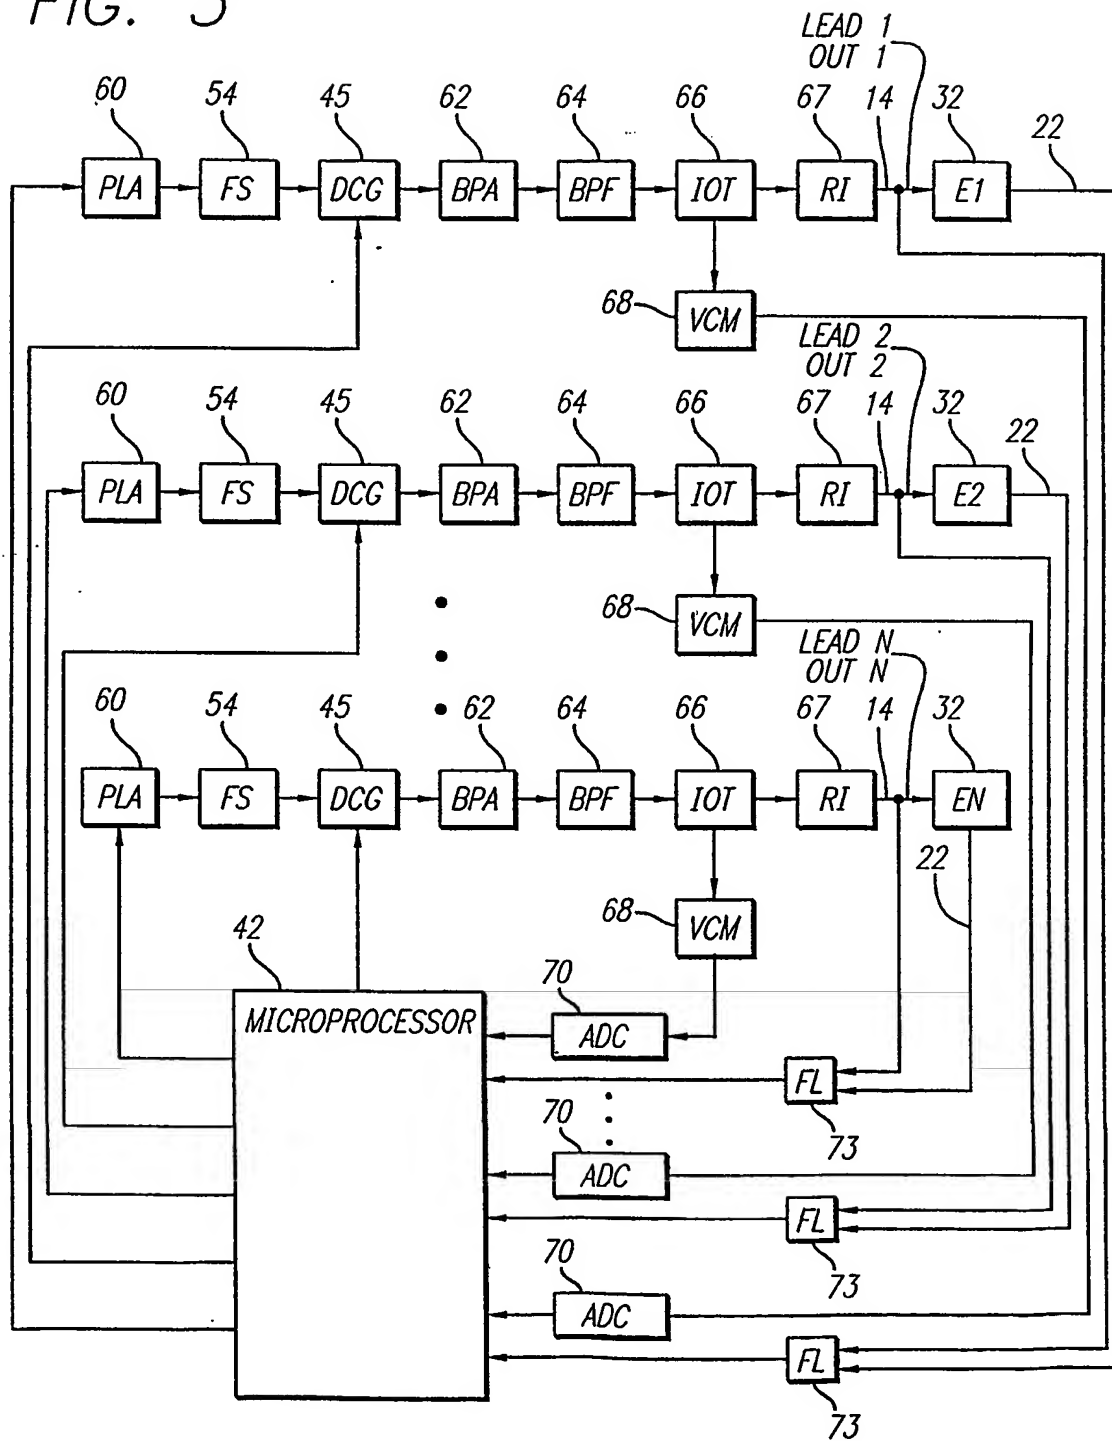 FIG. 5
LEAD 1
OUT 1
60 54 45 62 64 66 67 14 32 22
PLA FS DCG BPA BPF IOT RI E1
68 VCM
LEAD 2
OUT 2
60 54 45 62 64 66 67 14 32 22
PLA FS DCG BPA BPF IOT RI E2
68 VCM
LEAD N
OUT N
60 54 45 62 64 66 67 14 32
PLA FS DCG BPA BPF IOT RI EN
22
68 VCM
42
MICROPROCESSOR
70
ADC
FL
73
70
ADC
FL
73
70
ADC
FL
73